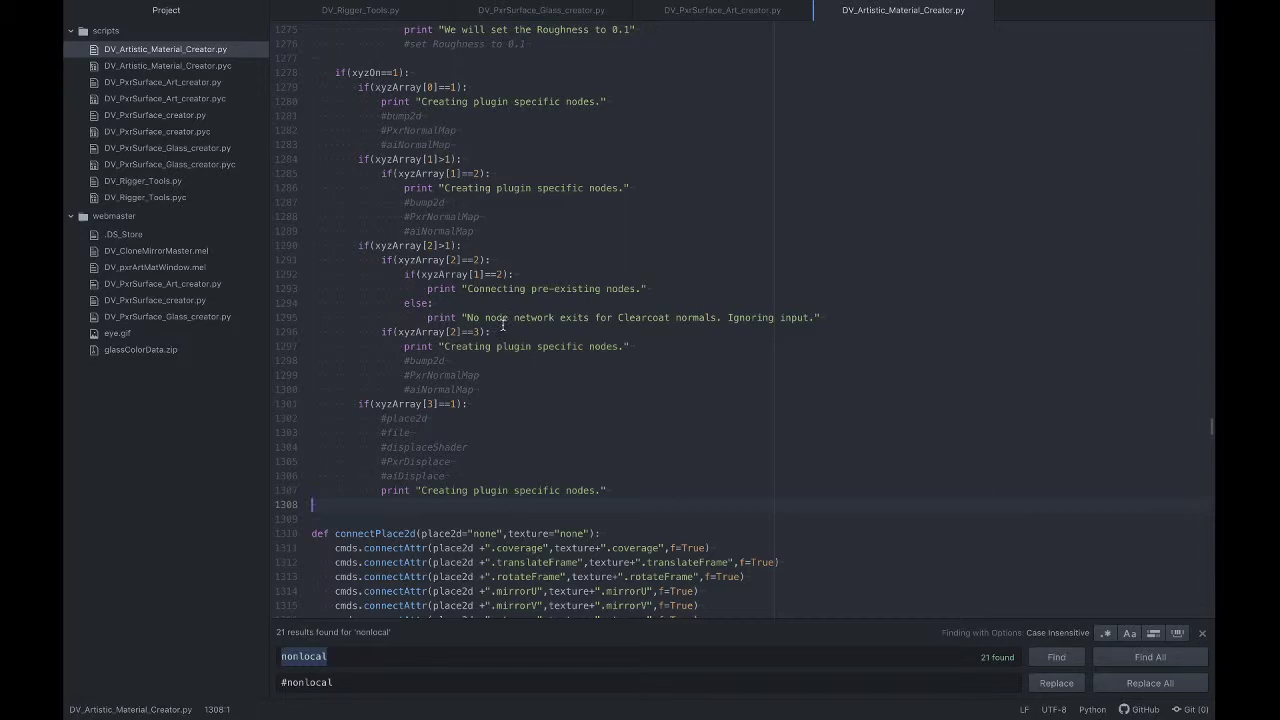 Project
DV_Rigger_Tools.py
DV_PxrSurface_Glass_creator.py
DV_PxrSurface_Art_creator.py
DV_Artistic_Material_Creator.py
scripts
DV_Artistic_Material_Creator.py
DV_Artistic_Material_Creator.pyc
DV_PxrSurface_Art_creator.py
DV_PxrSurface_Art_creator.pyc
DV_PxrSurface_creator.py
DV_PxrSurface_creator.pyc
DV_PxrSurface_Glass_creator.py
DV_PxrSurface_Glass_creator.pyc
DV_Rigger_Tools.py
DV_Rigger_Tools.pyc
webmaster
.DS_Store
DV_CloneMirrorMaster.mel
DV_pxrArtMatWindow.mel
DV_PxrSurface_Art_creator.py
DV_PxrSurface_creator.py
DV_PxrSurface_Glass_creator.py
eye.gif
glassColorData.zip
1275 print "We will set the Roughness to 0.1"
1276 #set Roughness to 0.1
1277
1278 if(xyzOn==1):
1279 if(xyzArray[0]==1):
1280 print "Creating plugin specific nodes."
1281 #bump2d
1282 #PxrNormalMap
1283 #aiNormalMap
1284 if(xyzArray[1]>1):
1285 if(xyzArray[1]==2):
1286 print "Creating plugin specific nodes."
1287 #bump2d
1288 #PxrNormalMap
1289 #aiNormalMap
1290 if(xyzArray[2]>1):
1291 if(xyzArray[2]==2):
1292 if(xyzArray[1]==2):
1293 print "Connecting pre-existing nodes."
1294 else:
1295 print "No node network exits for Clearcoat normals. Ignoring input."
1296 if(xyzArray[2]==3):
1297 print "Creating plugin specific nodes."
1298 #bump2d
1299 #PxrNormalMap
1300 #aiNormalMap
1301 if(xyzArray[3]==1):
1302 #place2d
1303 #file
1304 #displaceShader
1305 #PxrDisplace
1306 #aiDisplace
1307 print "Creating plugin specific nodes."
1308
1309
1310 def connectPlace2d(place2d="none",texture="none"):
1311 cmds.connectAttr(place2d +".coverage",texture+".coverage",f=True)
1312 cmds.connectAttr(place2d +".translateFrame",texture+".translateFrame",f=True)
1313 cmds.connectAttr(place2d +".rotateFrame",texture+".rotateFrame",f=True)
1314 cmds.connectAttr(place2d +".mirrorU",texture+".mirrorU",f=True)
1315 cmds.connectAttr(place2d +".mirrorV",texture+".mirrorV",f=True)
21 results found for 'nonlocal'
Finding with Options: Case Insensitive
.* Aa
nonlocal
21 found
Find
Find All
#nonlocal
Replace
Replace All
DV_Artistic_Material_Creator.py 1308:1
LF UTF-8 Python GitHub Git (0)